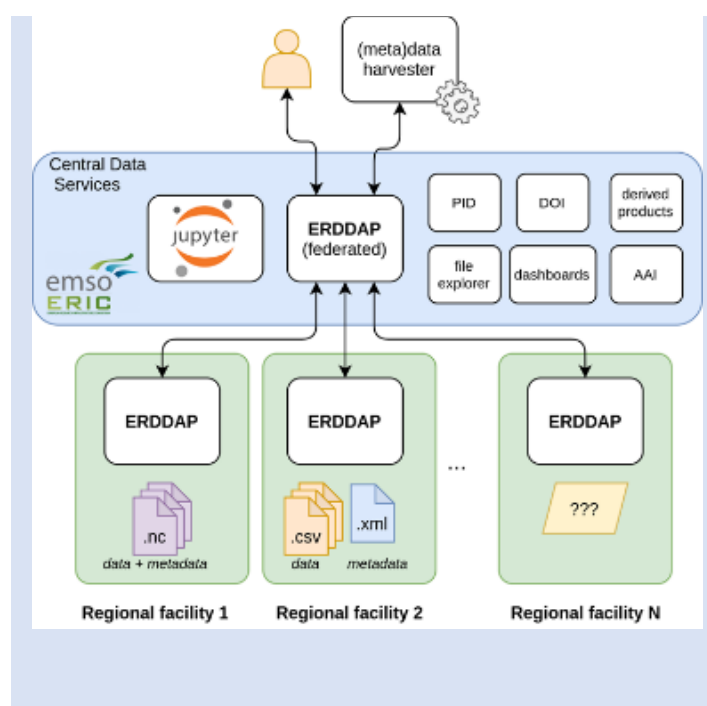 (meta)data
harvester
Central Data
Services
emso
ERIC
jupyter
ERDDAP
(federated)
PID
DOI
derived
products
file
explorer
dashboards
AAI
ERDDAP
ERDDAP
ERDDAP
...
.nc
data + metadata
.csv
data
.xml
metadata
???
Regional facility 1
Regional facility 2
Regional facility N